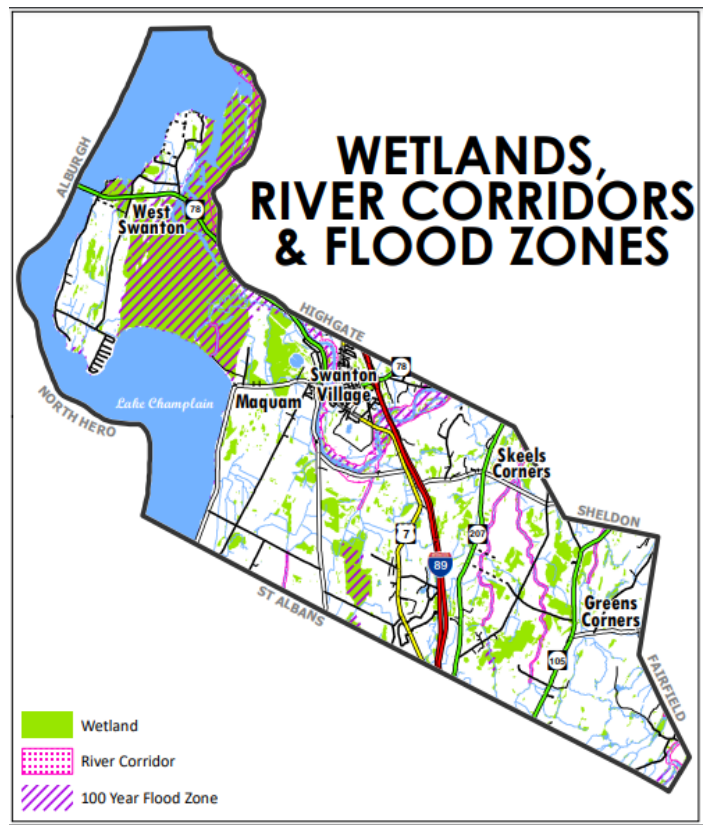 WETLANDS,
RIVER CORRIDORS
& FLOOD ZONES
ALBURGH
West
Swanton
78
HIGHGATE
78
Swanton
Village
Maquam
Lake Champlain
NORTH HERO
Skeels
Corners
SHELDON
7
207
89
ST ALBANS
Greens
Corners
105
FAIRFIELD
Wetland
River Corridor
100 Year Flood Zone